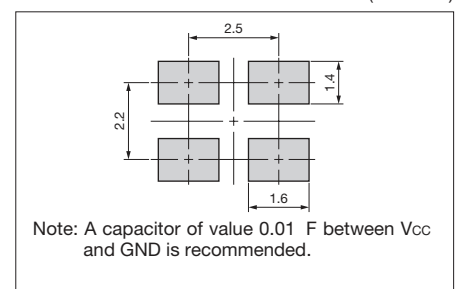 2.5
1.4
2.2
1.6
Note: A capacitor of value 0.01 F between Vcc
and GND is recommended.